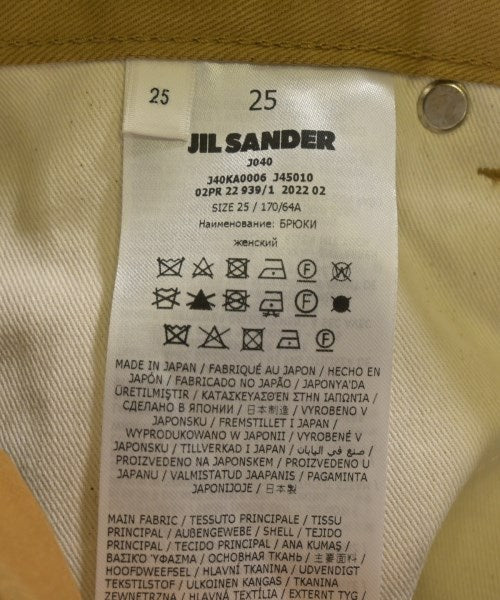 25
25
JIL SANDER
J040
J40KA0006 J45010
02PR 22 939/1 2022 02
SIZE 25 / 170/64A
Наименование: БРЮКИ
женский
MADE IN JAPAN / FABRIQUÉ AU JAPON / HECHO EN
JAPÓN / FABRICADO NO JAPÃO / JAPONYA'DA
ÜRETILMIŞTIR / ΚΑΤΑΣΚΕΥΑΣΘΕΝ ΣΤΗΝ ΙΑΠΩΝΙΑ /
СДЕЛАНО В ЯПОНИИ / 日本制造 / VYROBENO V
JAPONSKU / FREMSTILLET I JAPAN /
WYPRODUKOWANO W JAPONII / VYROBENÉ V
JAPONSKU / TILLVERKAD I JAPAN / صنع في اليابان /
PROIZVEDENO NA JAPONSKEM / PROIZVEDENO U
JAPANU / VALMISTATUD JAAPANIS / PAGAMINTA
JAPONIJOJE / 日本製
MAIN FABRIC / TESSUTO PRINCIPALE / TISSU
PRINCIPAL / AUßENGEWEBE / SHELL / TEJIDO
PRINCIPAL / TECIDO PRINCIPAL / ANA KUMAŞ /
ΒΑΣΙΚΟ ΎΦΑΣΜΑ / ОСНОВНАЯ ТКАНЬ / 主要面料 /
HOOFDWEEFSEL / HLAVNÍ TKANINA / UDVENDIGT
TEKSTILSTOF / ULKOINEN KANGAS / TKANINA
ZEWNĘTRZNA / HLAVNÁ TEXTÍLIA / EXTERNT TYG /